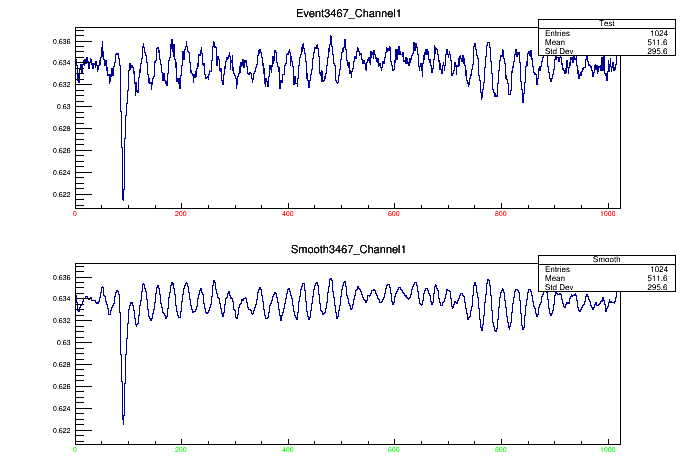 Event3467_Channel1
Test
Entries 1024
Mean 511.6
Std Dev 295.6
0.636
0.634
0.632
0.63
0.628
0.626
0.624
0.622
0 200 400 600 800 1000
Smooth3467_Channel1
Smooth
Entries 1024
Mean 511.6
Std Dev 295.6
0.636
0.634
0.632
0.63
0.628
0.626
0.624
0.622
0 200 400 600 800 1000